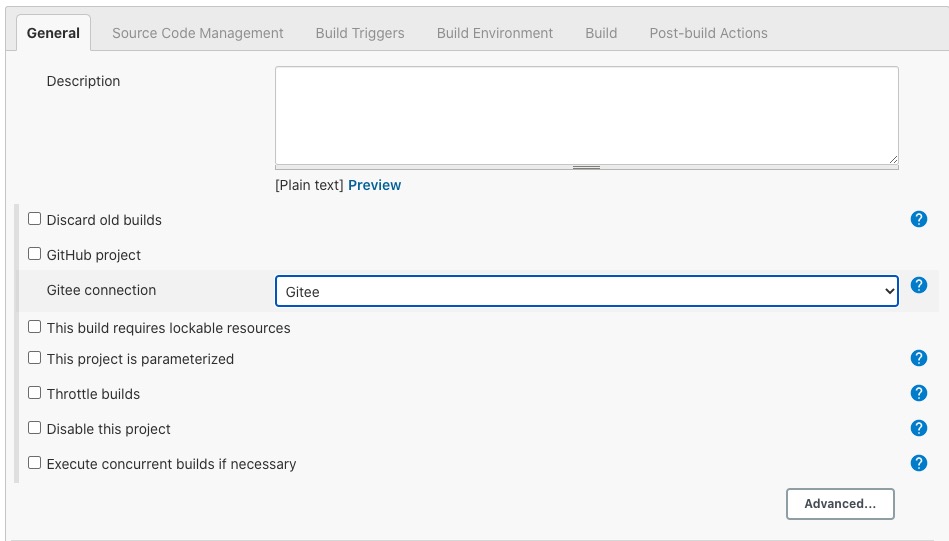 General Source Code Management Build Triggers Build Environment Build Post-build Actions
Description
[Plain text] Preview
Discard old builds ?
GitHub project
Gitee connection Gitee ?
This build requires lockable resources
This project is parameterized ?
Throttle builds ?
Disable this project ?
Execute concurrent builds if necessary ?
Advanced...